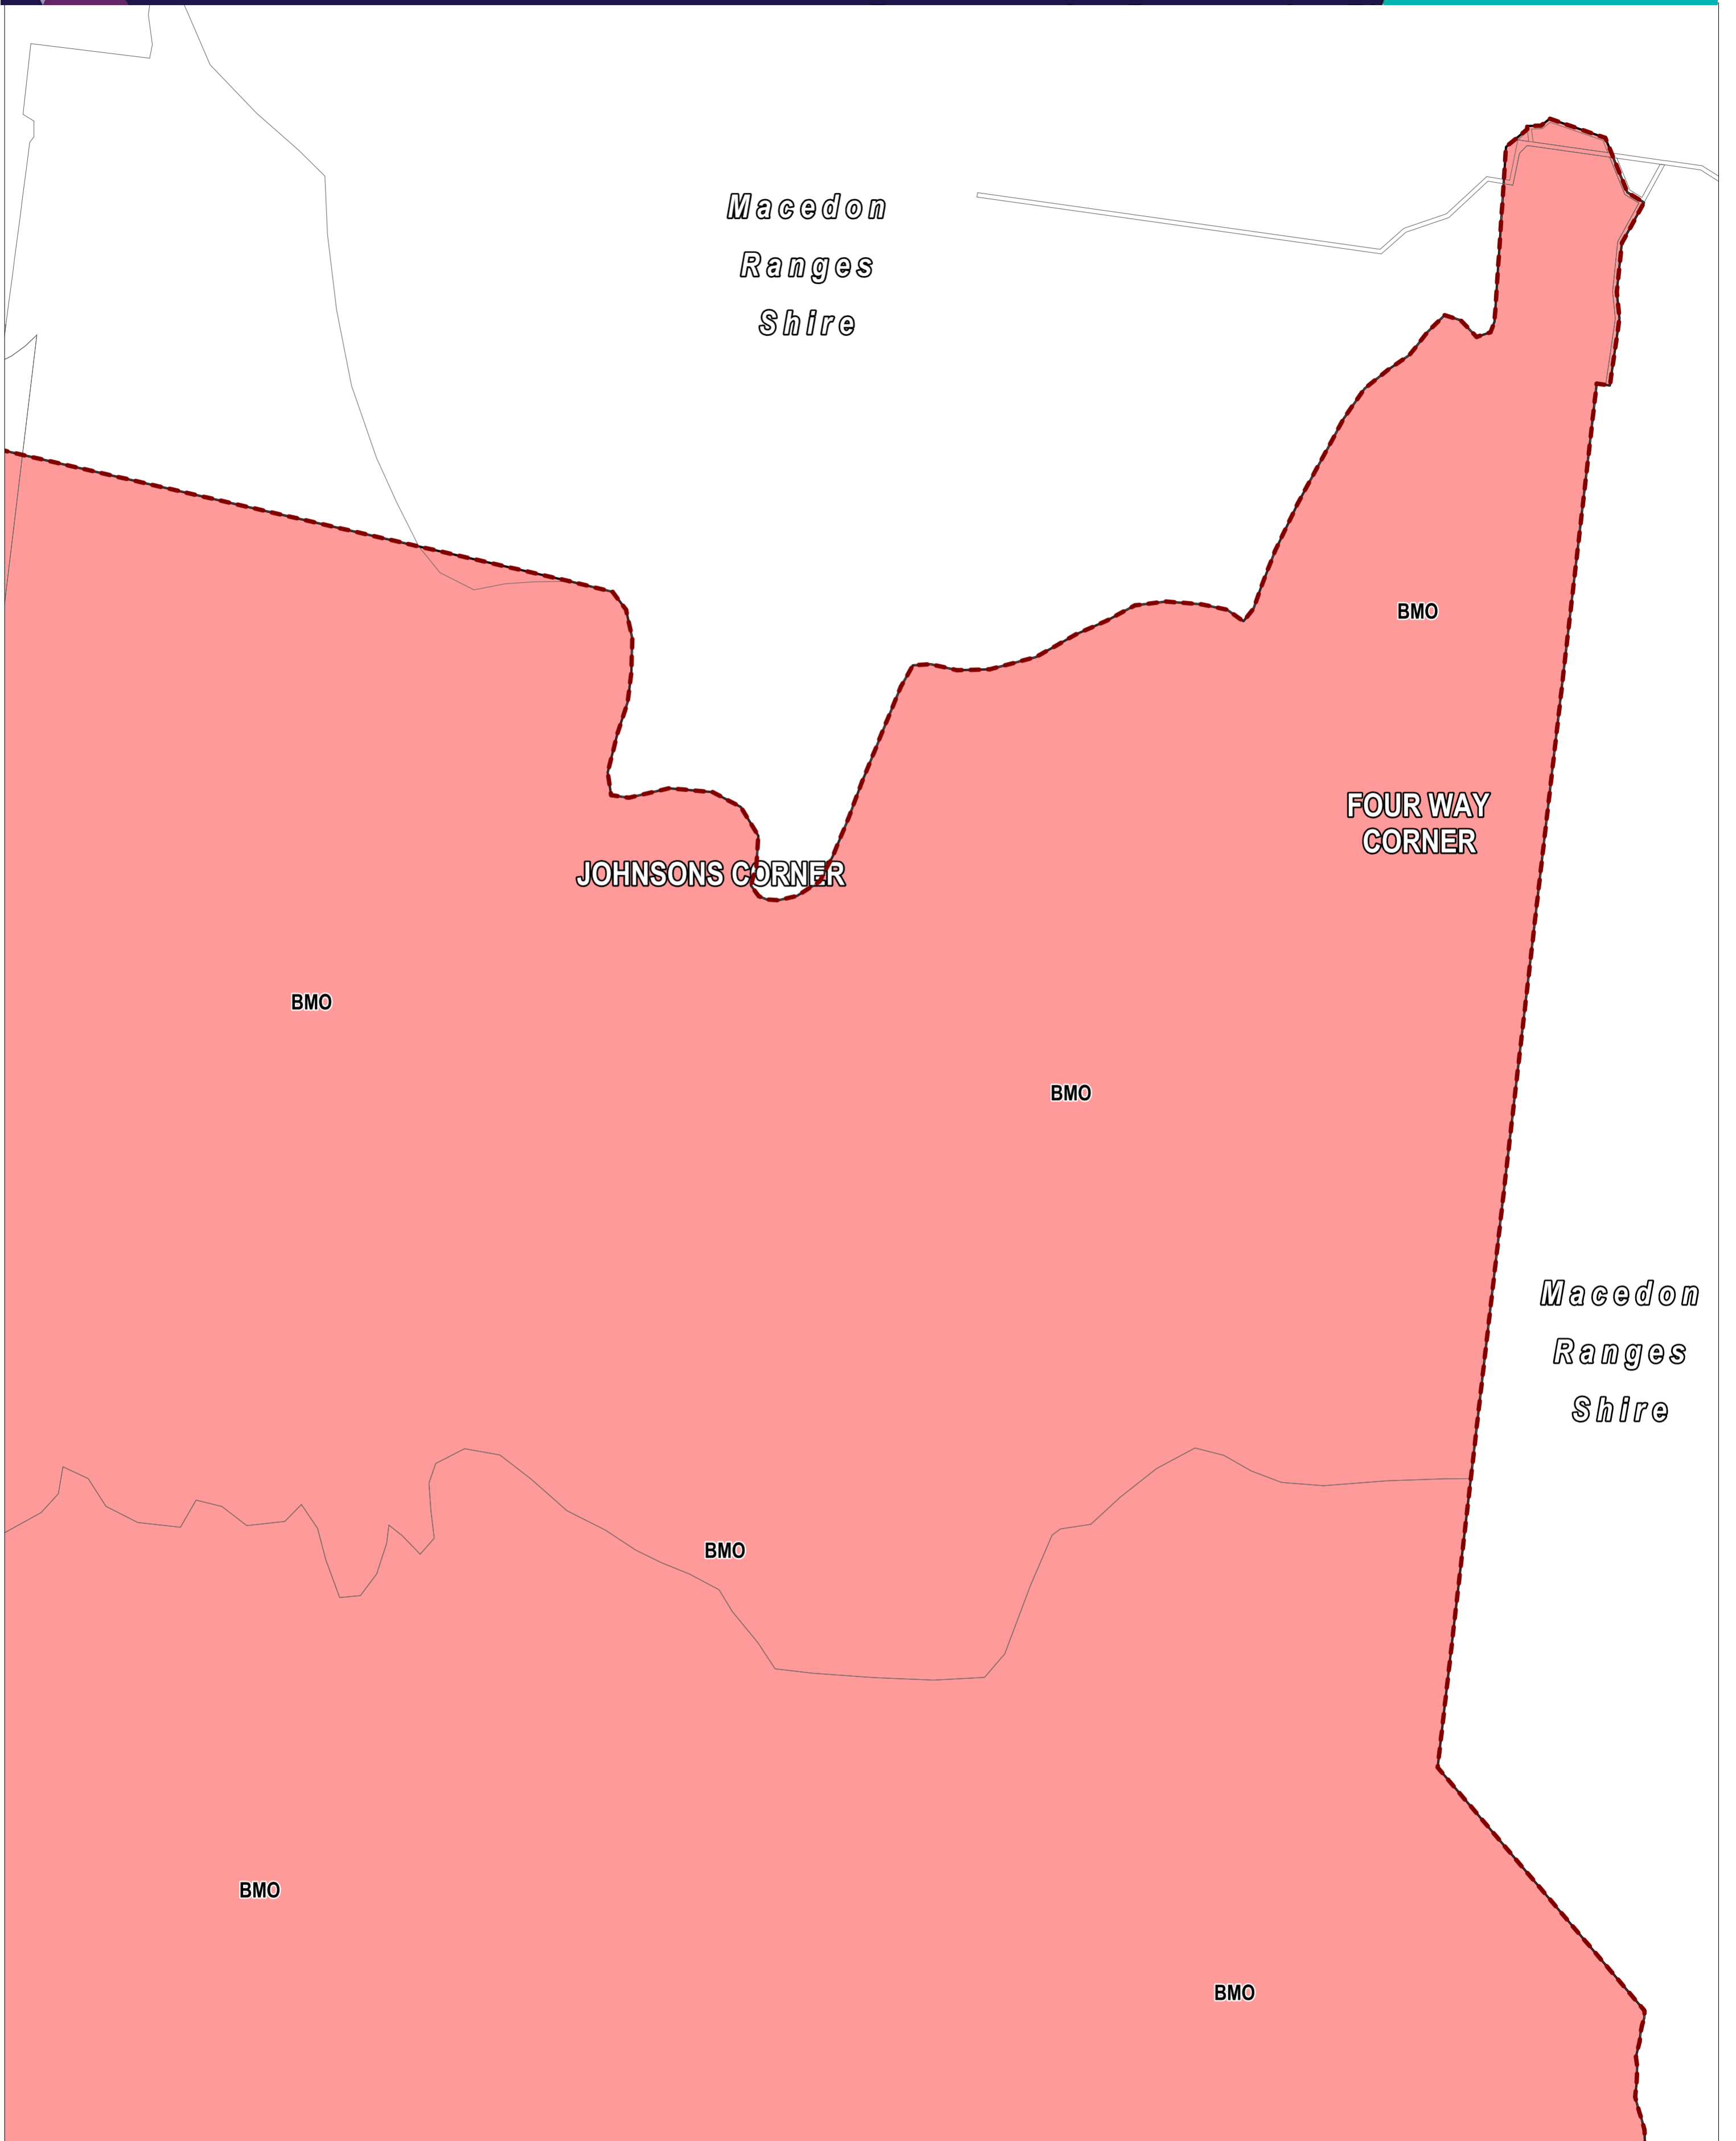 Macedon
Ranges
Shire
BMO
FOUR WAY
CORNER
JOHNSONS CORNER
BMO
BMO
Macedon
Ranges
Shire
BMO
BMO
BMO